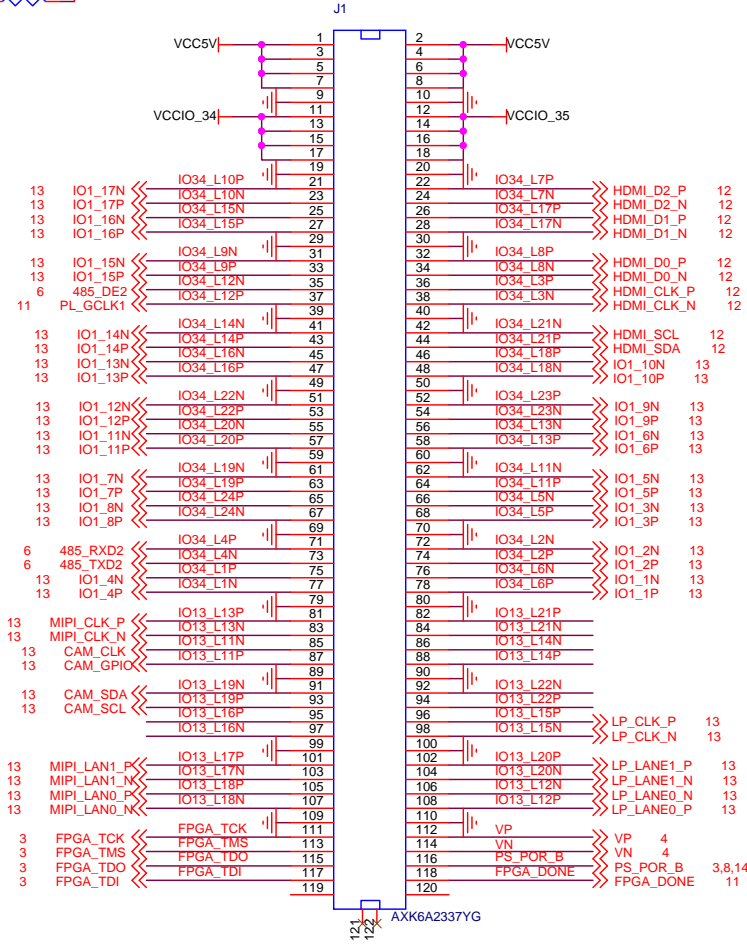 J1
VCC5V 1 2 VCC5V
3 4
5 6
7 8
9 10
VCCIO_34 11 12 VCCIO_35
13 14
15 16
17 18
19 20
13 IO1_17N IO34_L10P 21 22 IO34_L7P HDMI_D2_P 12
13 IO1_17P IO34_L10N 23 24 IO34_L7N HDMI_D2_N 12
13 IO1_16N IO34_L15N 25 26 IO34_L17P HDMI_D1_P 12
13 IO1_16P IO34_L15P 27 28 IO34_L17N HDMI_D1_N 12
29 30
13 IO1_15N IO34_L9N 31 32 IO34_L8P HDMI_D0_P 12
13 IO1_15P IO34_L9P 33 34 IO34_L8N HDMI_D0_N 12
6 485_DE2 IO34_L12N 35 36 IO34_L3P HDMI_CLK_P 12
11 PL_GCLK1 IO34_L12P 37 38 IO34_L3N HDMI_CLK_N 12
39 40
13 IO1_14N IO34_L14N 41 42 IO34_L21N HDMI_SCL 12
13 IO1_14P IO34_L14P 43 44 IO34_L21P HDMI_SDA 12
13 IO1_13N IO34_L16N 45 46 IO34_L18P IO1_10N 13
13 IO1_13P IO34_L16P 47 48 IO34_L18N IO1_10P 13
49 50
13 IO1_12N IO34_L22N 51 52 IO34_L23P IO1_9N 13
13 IO1_12P IO34_L22P 53 54 IO34_L23N IO1_9P 13
13 IO1_11N IO34_L20N 55 56 IO34_L13N IO1_6N 13
13 IO1_11P IO34_L20P 57 58 IO34_L13P IO1_6P 13
59 60
13 IO1_7N IO34_L19N 61 62 IO34_L11N IO1_5N 13
13 IO1_7P IO34_L19P 63 64 IO34_L11P IO1_5P 13
13 IO1_8N IO34_L24P 65 66 IO34_L5N IO1_3N 13
13 IO1_8P IO34_L24N 67 68 IO34_L5P IO1_3P 13
69 70
6 485_RXD2 IO34_L4P 71 72 IO34_L2N IO1_2N 13
6 485_TXD2 IO34_L4N 73 74 IO34_L2P IO1_2P 13
13 IO1_4N IO34_L1P 75 76 IO34_L6N IO1_1N 13
13 IO1_4P IO34_L1N 77 78 IO34_L6P IO1_1P 13
79 80
13 MIPI_CLK_P IO13_L13P 81 82 IO13_L21P
13 MIPI_CLK_N IO13_L13N 83 84 IO13_L21N
13 CAM_CLK IO13_L11N 85 86 IO13_L14N
13 CAM_GPIO IO13_L11P 87 88 IO13_L14P
89 90
13 CAM_SDA IO13_L19N 91 92 IO13_L22N
13 CAM_SCL IO13_L19P 93 94 IO13_L22P
IO13_L16P 95 96 IO13_L15P LP_CLK_P 13
IO13_L16N 97 98 IO13_L15N LP_CLK_N 13
99 100
13 MIPI_LAN1_P IO13_L17P 101 102 IO13_L20P LP_LANE1_P 13
13 MIPI_LAN1_N IO13_L17N 103 104 IO13_L20N LP_LANE1_N 13
13 MIPI_LAN0_P IO13_L18P 105 106 IO13_L12N LP_LANE0_N 13
13 MIPI_LAN0_N IO13_L18N 107 108 IO13_L12P LP_LANE0_P 13
109 110
3 FPGA_TCK FPGA_TCK 111 112 VP VP 4
3 FPGA_TMS FPGA_TMS 113 114 VN VN 4
3 FPGA_TDO FPGA_TDO 115 116 PS_POR_B PS_POR_B 3,8,14
3 FPGA_TDI FPGA_TDI 117 118 FPGA_DONE FPGA_DONE 11
119 120
121 122 AXK6A2337YG